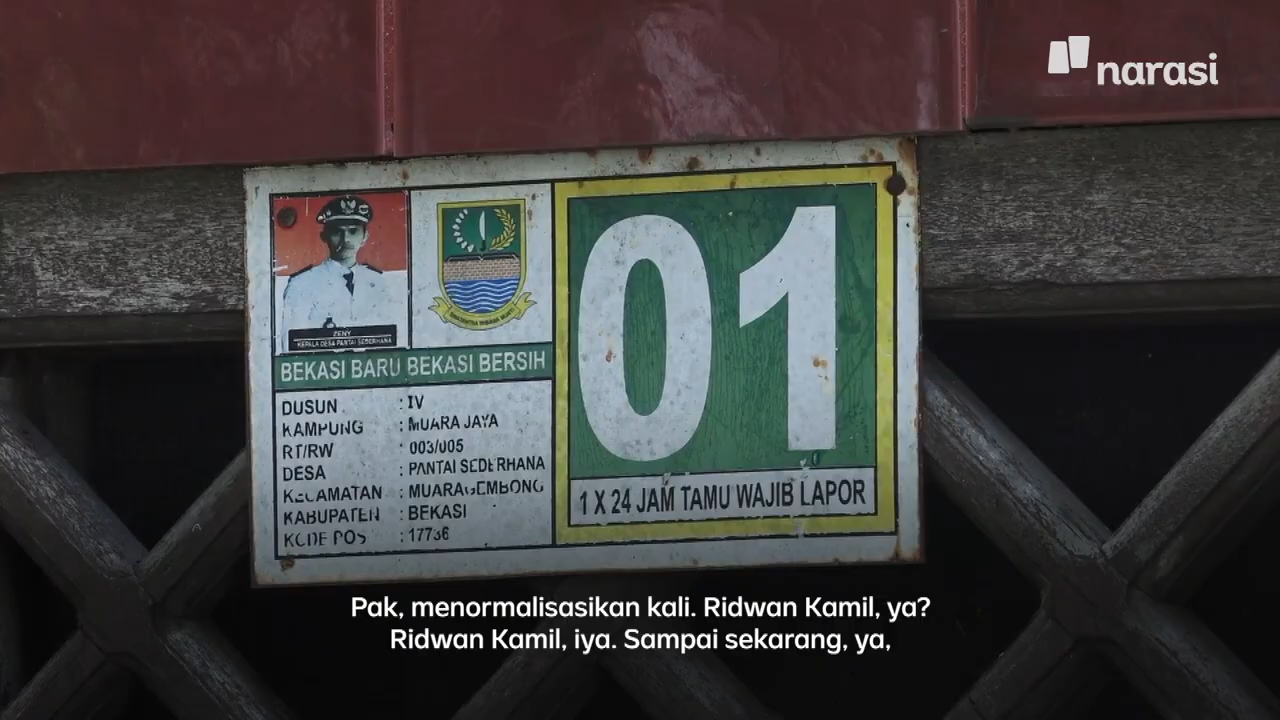 narasi
ZENY
KEPALA DESA PANTAI SEDERHANA
BEKASI BARU BEKASI BERSIH
DUSUN : IV
KAMPUNG : MUARA JAYA
RT/RW : 003/005
DESA : PANTAI SEDERHANA
KECAMATAN : MUARAGEMBONG
KABUPATEN : BEKASI
KODE POS : 17736
01
1 X 24 JAM TAMU WAJIB LAPOR
Pak, menormalisasikan kali. Ridwan Kamil, ya?
Ridwan Kamil, iya. Sampai sekarang, ya,